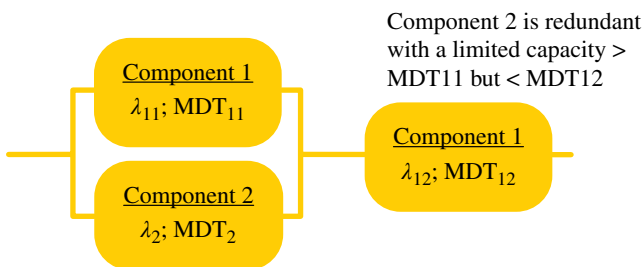 Component 2 is redundant
with a limited capacity >
MDT11 but < MDT12
Component 1
λ₁₁; MDT₁₁
Component 2
λ₂; MDT₂
Component 1
λ₁₂; MDT₁₂